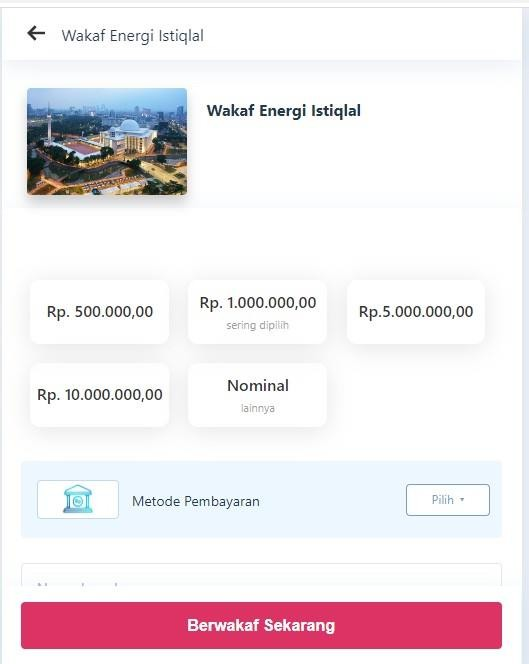 Wakaf Energi Istiqlal
Wakaf Energi Istiqlal
Rp. 500.000,00
Rp. 1.000.000,00
sering dipilih
Rp.5.000.000,00
Rp. 10.000.000,00
Nominal
lainnya
Metode Pembayaran
Pilih
Berwakaf Sekarang